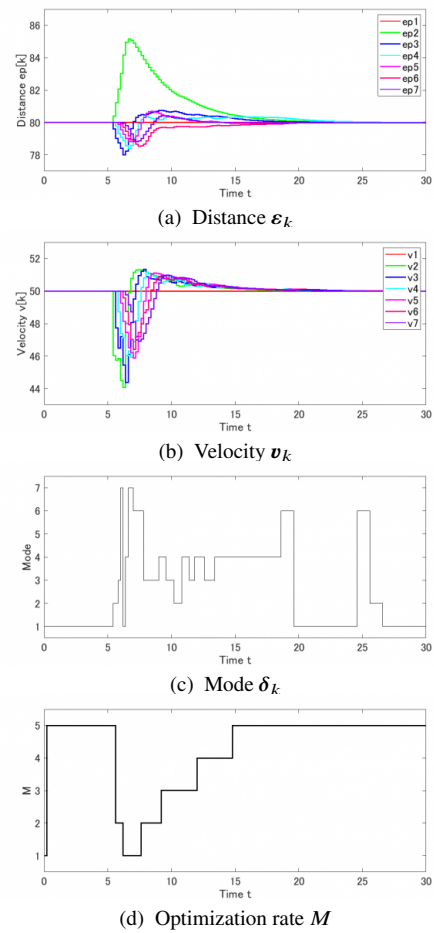 86
84
82
80
78
Distance ep[k]
ep1
ep2
ep3
ep4
ep5
ep6
ep7
0 5 10 15 20 25 30
Time t
(a) Distance εₖ
52
50
48
46
44
Velocity v[k]
v1
v2
v3
v4
v5
v6
v7
0 5 10 15 20 25 30
Time t
(b) Velocity vₖ
7
6
5
4
3
2
1
Mode
0 5 10 15 20 25 30
Time t
(c) Mode δₖ
5
4
3
2
1
0
M
0 5 10 15 20 25 30
Time t
(d) Optimization rate M